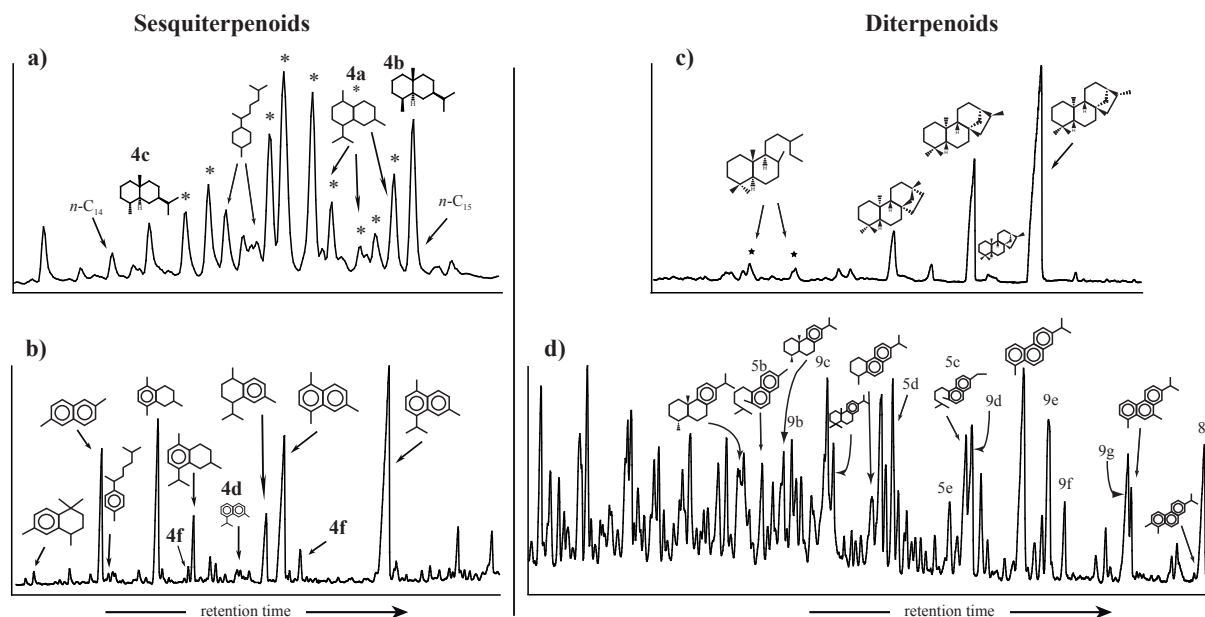 Sesquiterpenoids
Diterpenoids
a)
4c
n-C14
*
*
*
*
*
*
4a
*
*
*
*
*
4b
n-C15
H
H
c)
★
★
H
H
H
H
H
b)
4f
4d
4f
retention time
d)
5b
9b
9c
5d
5c
9d
5e
9e
9f
9g
8
retention time